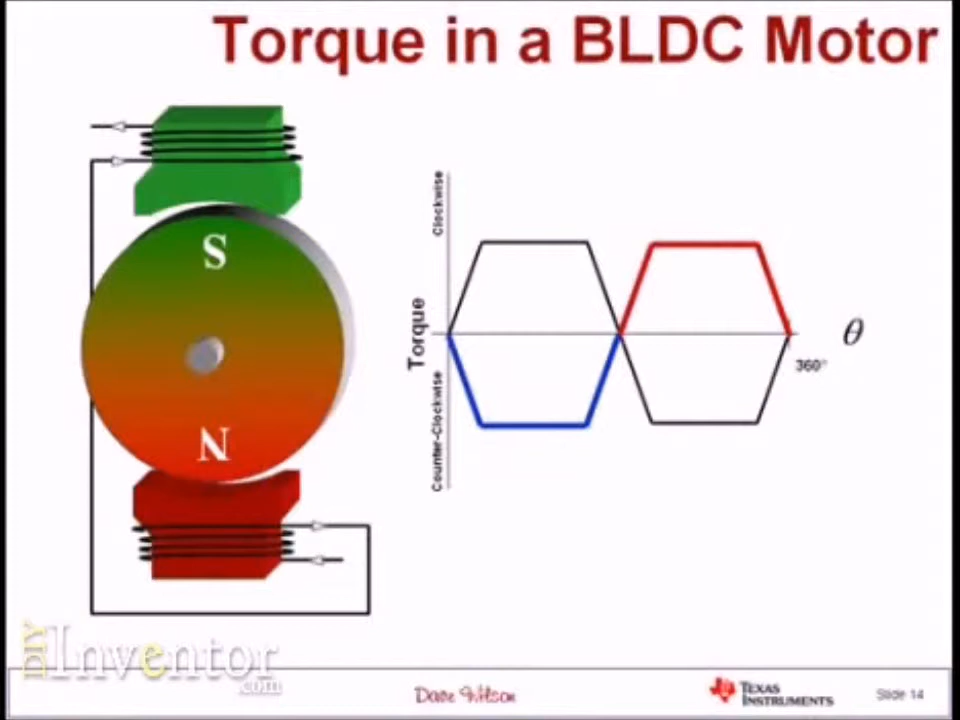 Torque in a BLDC Motor
S
N
Clockwise
Torque
Counter-Clockwise
θ
360°
DIY Inventor
.com
Dave Wilson
TEXAS
INSTRUMENTS
Slide 14